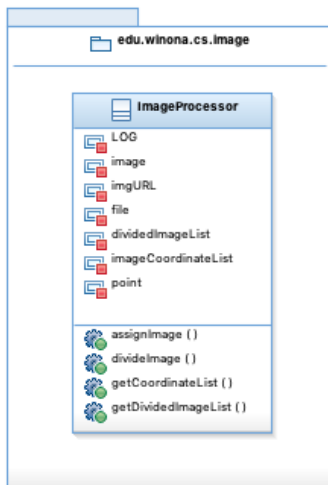 edu.winona.cs.image
ImageProcessor
LOG
image
imgURL
file
dividedImageList
imageCoordinateList
point
assignImage ( )
divideImage ( )
getCoordinateList ( )
getDividedImageList ( )